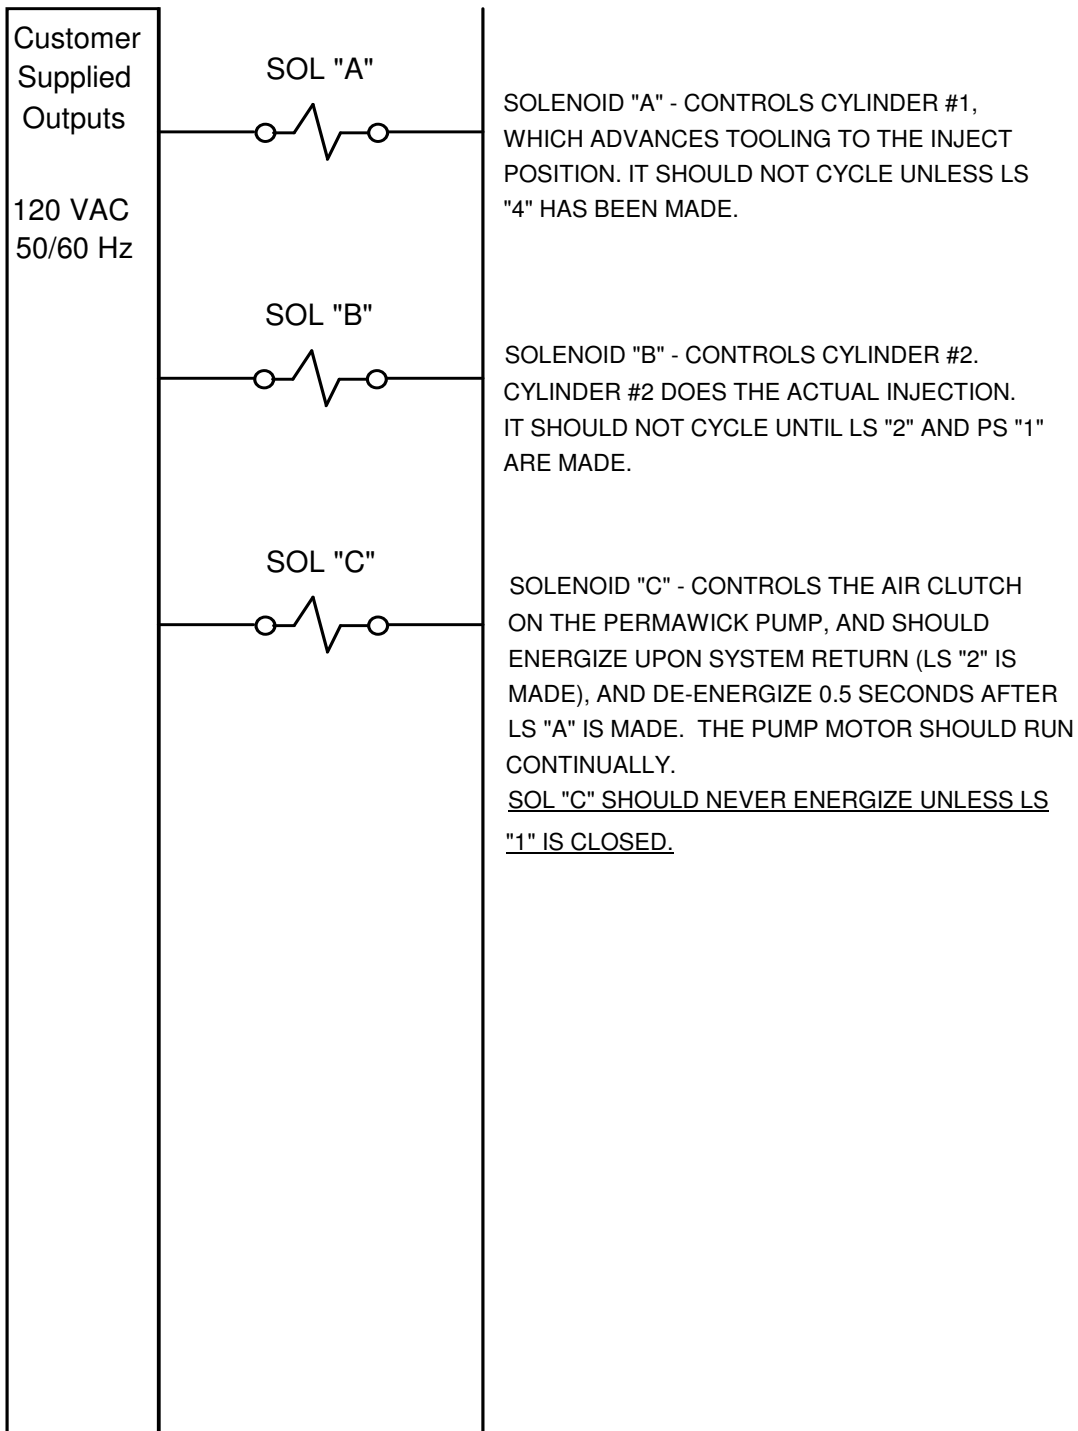 Customer
Supplied
Outputs
120 VAC
50/60 Hz
SOL "A"
SOLENOID "A" - CONTROLS CYLINDER #1,
WHICH ADVANCES TOOLING TO THE INJECT
POSITION. IT SHOULD NOT CYCLE UNLESS LS
"4" HAS BEEN MADE.
SOL "B"
SOLENOID "B" - CONTROLS CYLINDER #2.
CYLINDER #2 DOES THE ACTUAL INJECTION.
IT SHOULD NOT CYCLE UNTIL LS "2" AND PS "1"
ARE MADE.
SOL "C"
SOLENOID "C" - CONTROLS THE AIR CLUTCH
ON THE PERMAWICK PUMP, AND SHOULD
ENERGIZE UPON SYSTEM RETURN (LS "2" IS
MADE), AND DE-ENERGIZE 0.5 SECONDS AFTER
LS "A" IS MADE. THE PUMP MOTOR SHOULD RUN
CONTINUALLY.
SOL "C" SHOULD NEVER ENERGIZE UNLESS LS
"1" IS CLOSED.